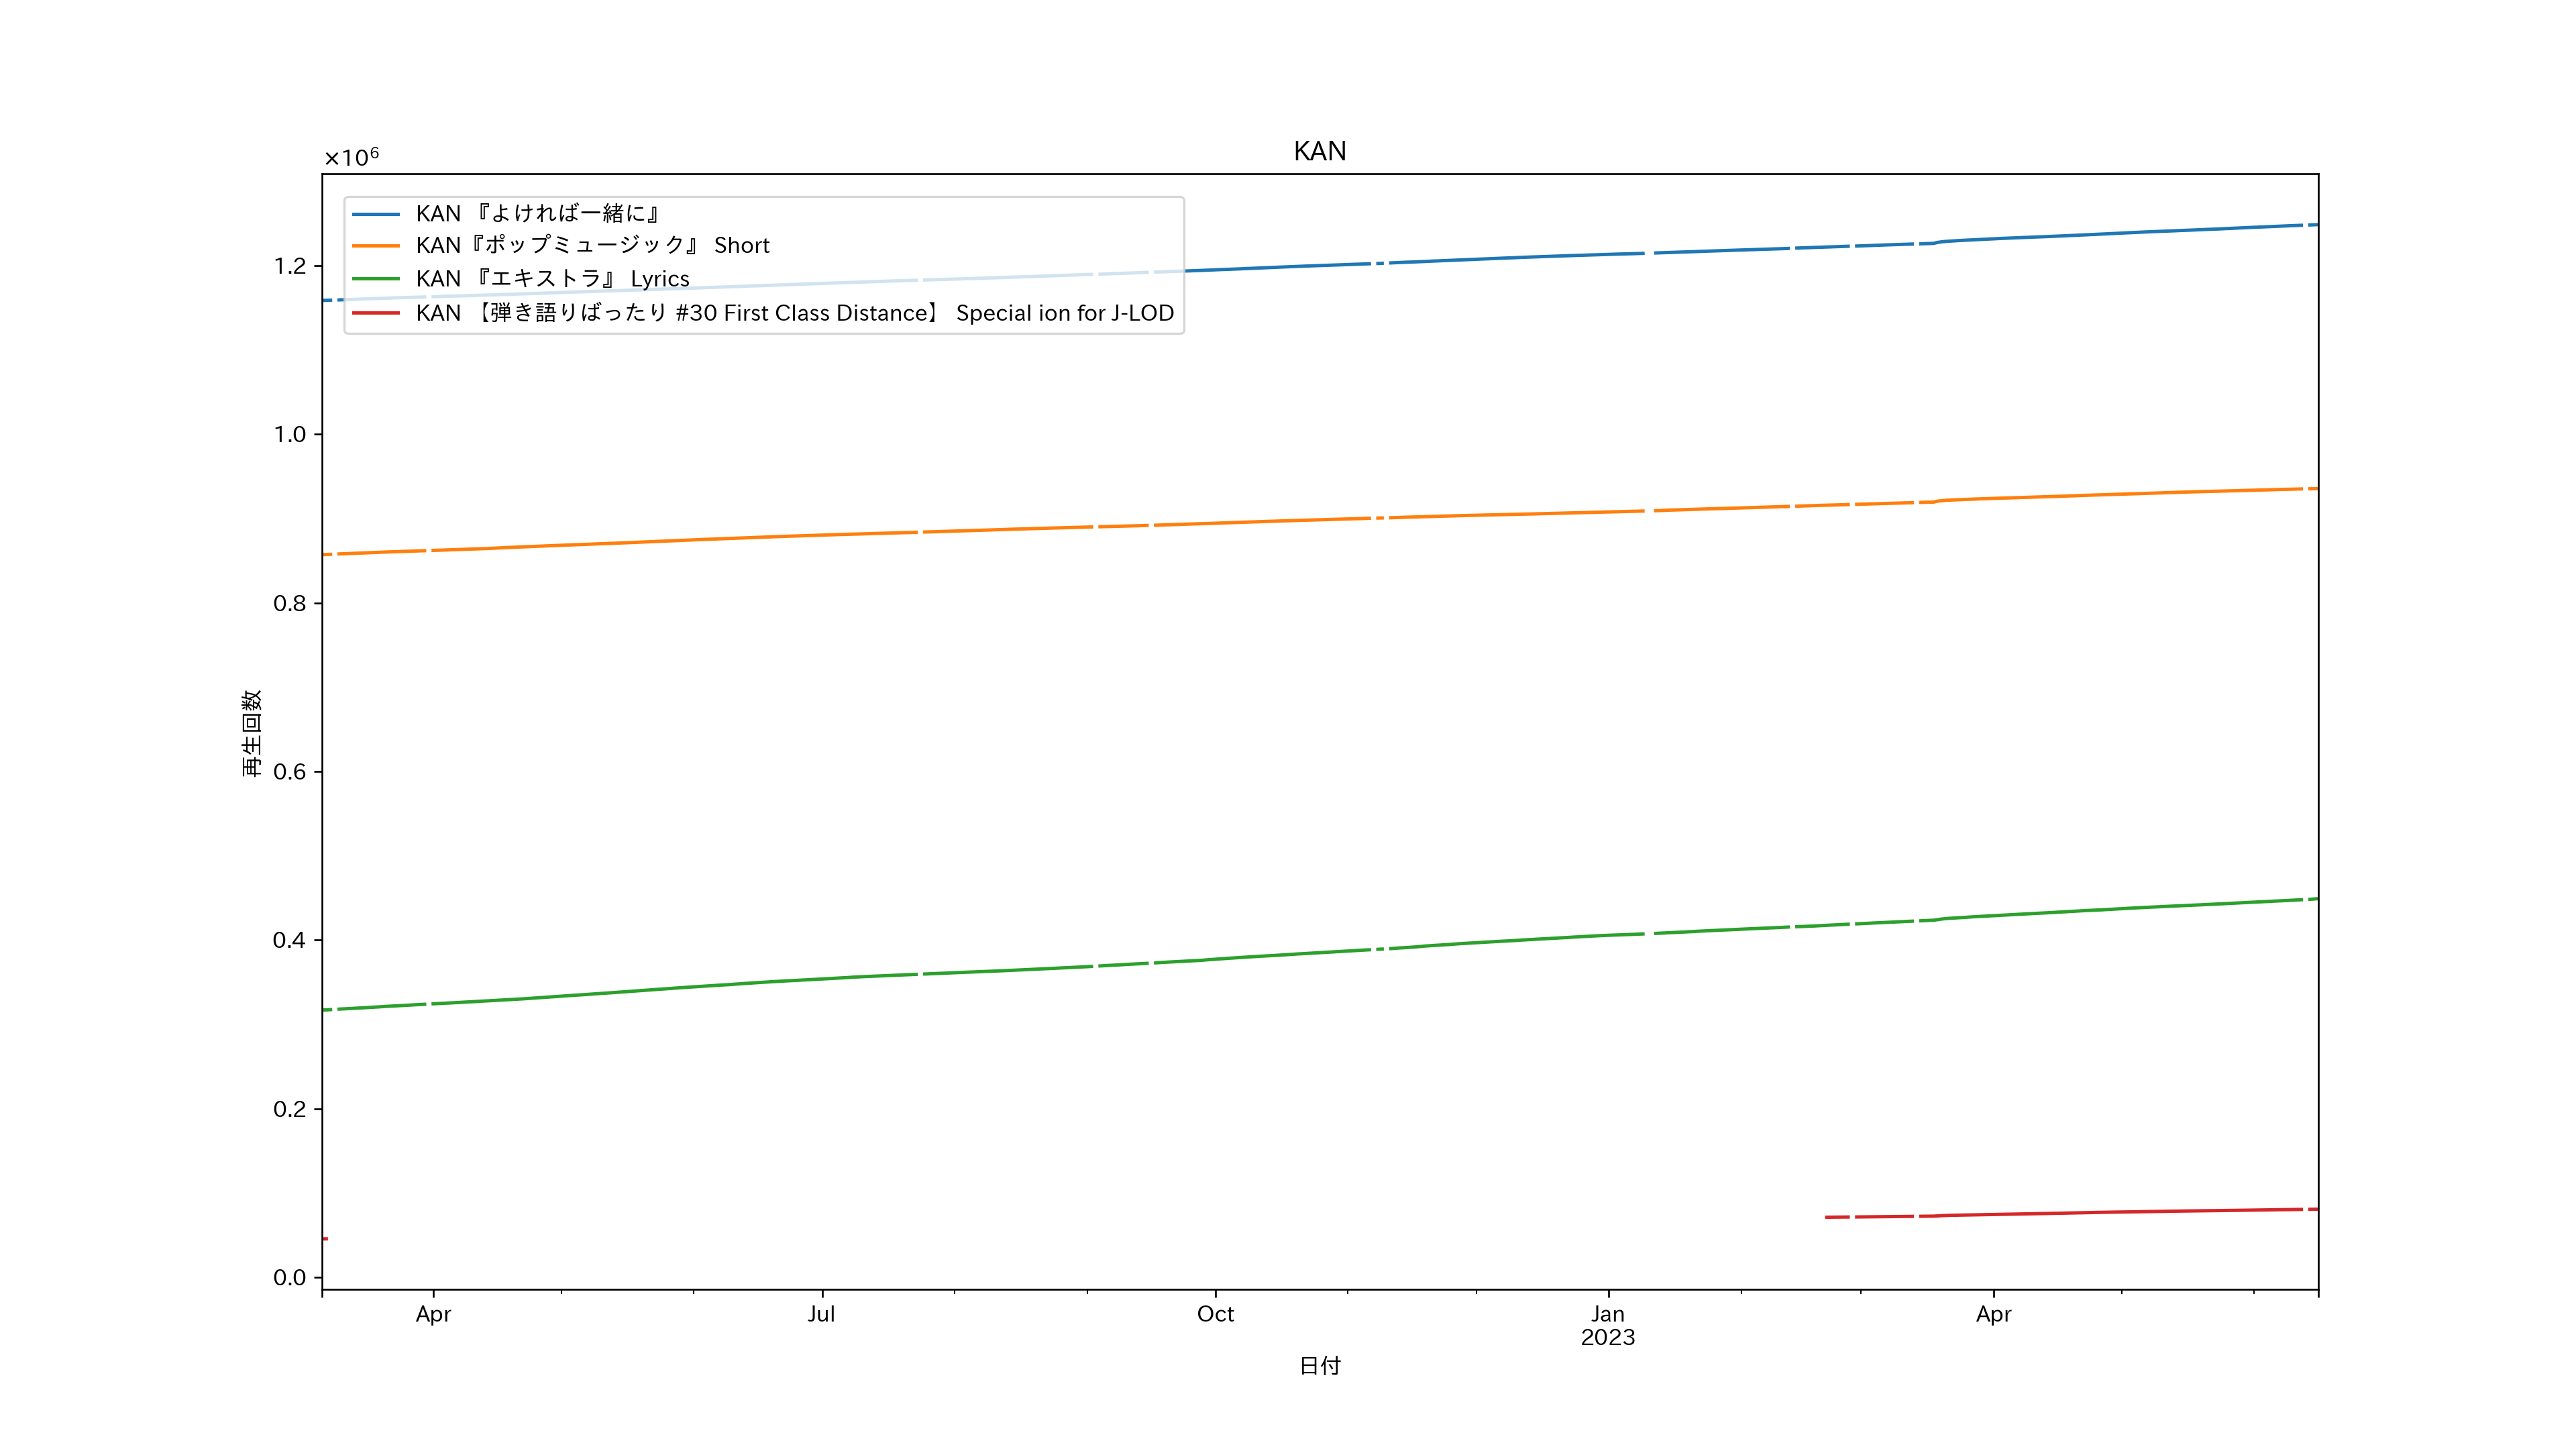 KAN
×10⁶
KAN 『よければ一緒に』
KAN『ポップミュージック』 Short
KAN 『エキストラ』 Lyrics
KAN 【弾き語りばったり #30 First Class Distance】 Special ion for J-LOD
1.2
1.0
0.8
0.6
0.4
0.2
0.0
再生回数
Apr
Jul
Oct
Jan
2023
Apr
日付